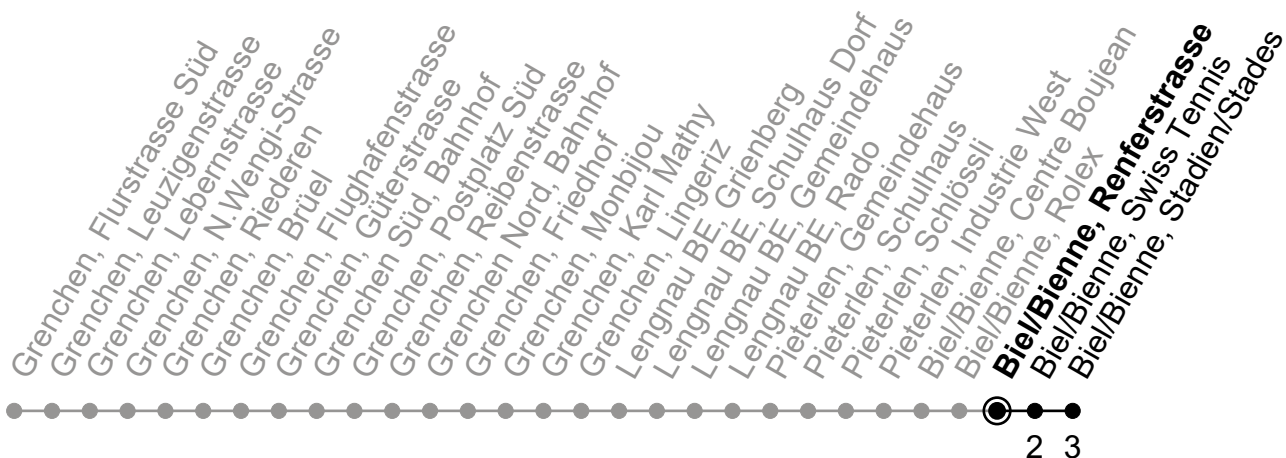 Grenchen, Flurstrasse Süd
Grenchen, Leuzigenstrasse
Grenchen, Lebernstrasse
Grenchen, N.Wengi-Strasse
Grenchen, Riederen
Grenchen, Brüel
Grenchen, Flughafenstrasse
Grenchen, Güterstrasse
Grenchen Süd, Bahnhof
Grenchen, Postplatz Süd
Grenchen, Reibenstrasse
Grenchen Nord, Bahnhof
Grenchen, Friedhof
Grenchen, Monbijou
Grenchen, Karl Mathy
Grenchen, Lingeriz
Lengnau BE, Grienberg
Lengnau BE, Schulhaus Dorf
Lengnau BE, Gemeindehaus
Lengnau BE, Rado
Pieterlen, Gemeindehaus
Pieterlen, Schulhaus
Pieterlen, Schlössli
Pieterlen, Industrie West
Biel/Bienne, Centre Boujean
Biel/Bienne, Rolex
Biel/Bienne, Renferstrasse
Biel/Bienne, Swiss Tennis
Biel/Bienne, Stadien/Stades
2 3